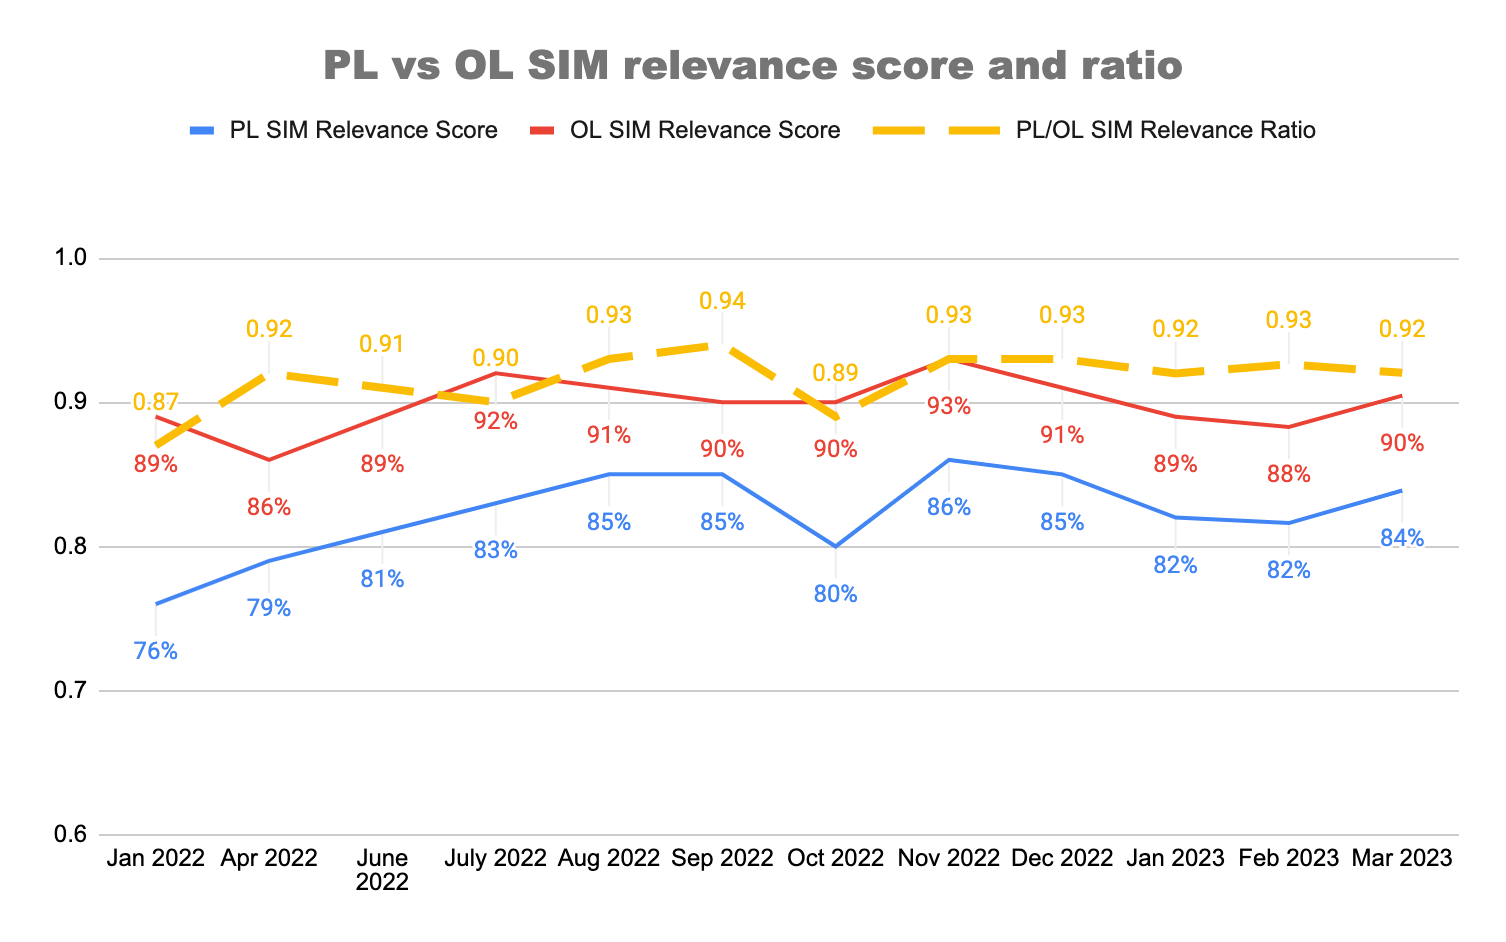 PL vs OL SIM relevance score and ratio
PL SIM Relevance Score OL SIM Relevance Score PL/OL SIM Relevance Ratio
1.0
0.9
0.8
0.7
0.6
0.87 0.92 0.91 0.90 0.93 0.94 0.89 0.93 0.93 0.92 0.93 0.92
89% 86% 89% 92% 91% 90% 90% 93% 91% 89% 88% 90%
76% 79% 81% 83% 85% 85% 80% 86% 85% 82% 82% 84%
Jan 2022 Apr 2022 June July 2022 Aug 2022 Sep 2022 Oct 2022 Nov 2022 Dec 2022 Jan 2023 Feb 2023 Mar 2023
2022